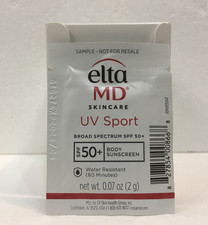 SAMPLE - NOT FOR RESALE
elta
MD
SKINCARE
UV Sport
BROAD SPECTRUM SPF 50+
SPF 50+
BODY
SUNSCREEN
Water Resistant
(80 Minutes)
net wt. 0.07 oz (2 g)